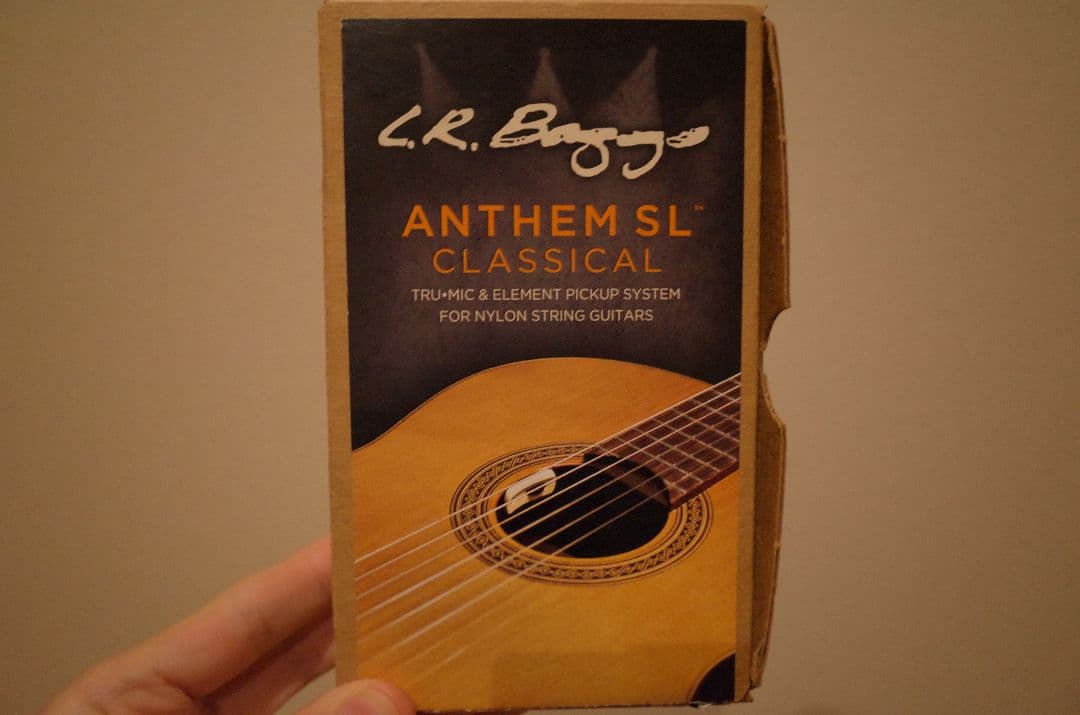 L.R. Baggs
ANTHEM SL™
CLASSICAL
TRU•MIC & ELEMENT PICKUP SYSTEM
FOR NYLON STRING GUITARS